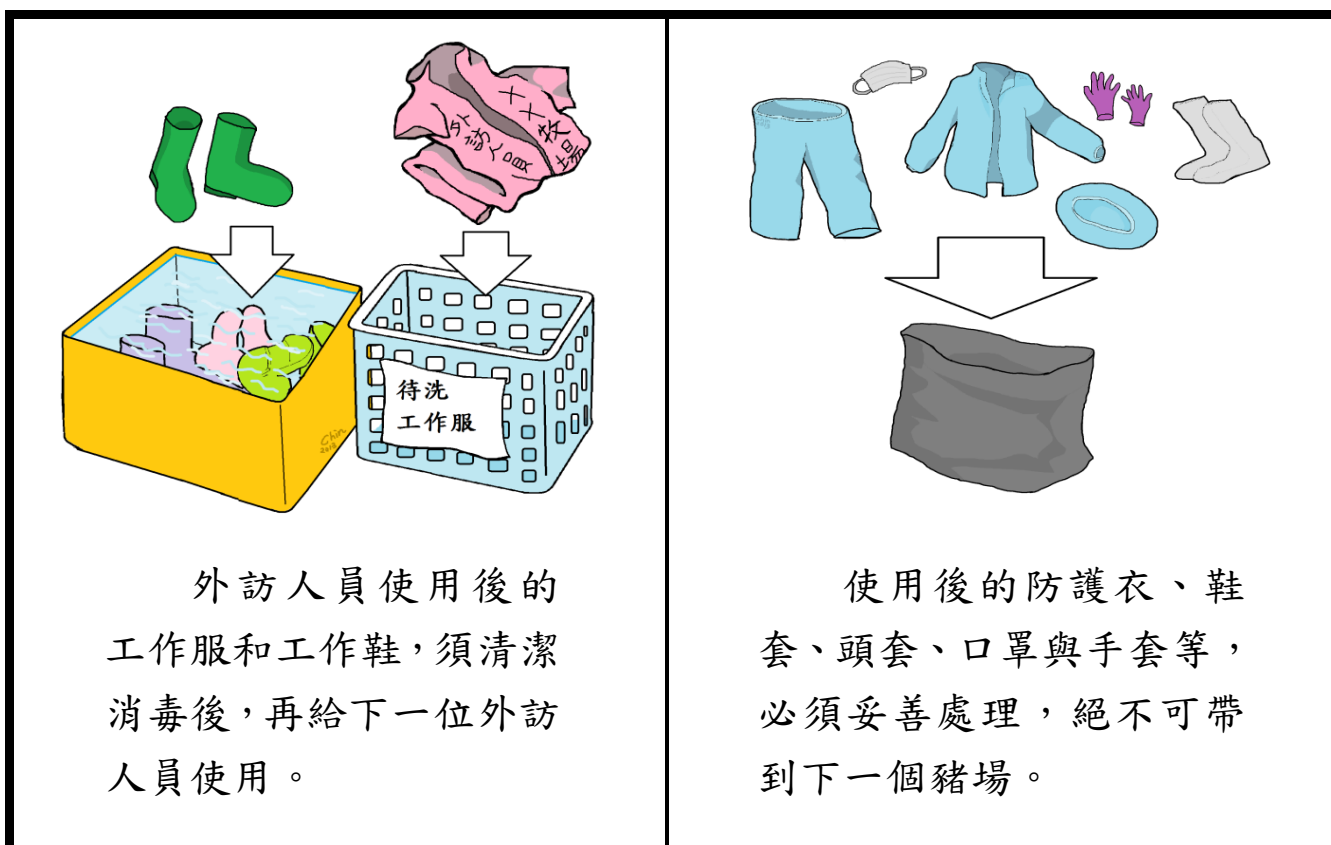 ××牧場
外訪人員
待洗
工作服
Chin
2018
外訪人員使用後的
工作服和工作鞋，須清潔
消毒後，再給下一位外訪
人員使用。
使用後的防護衣、鞋
套、頭套、口罩與手套等，
必須妥善處理，絕不可帶
到下一個豬場。